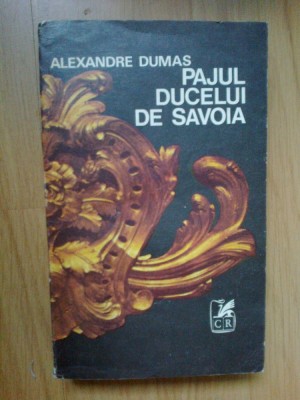 ALEXANDRE DUMAS
PAJUL
DUCELUI
DE SAVOIA
CR